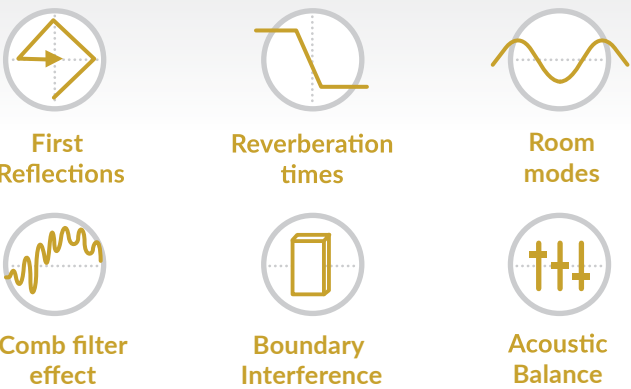 First
Reflections
Reverberation
times
Room
modes
Comb filter
effect
Boundary
Interference
Acoustic
Balance